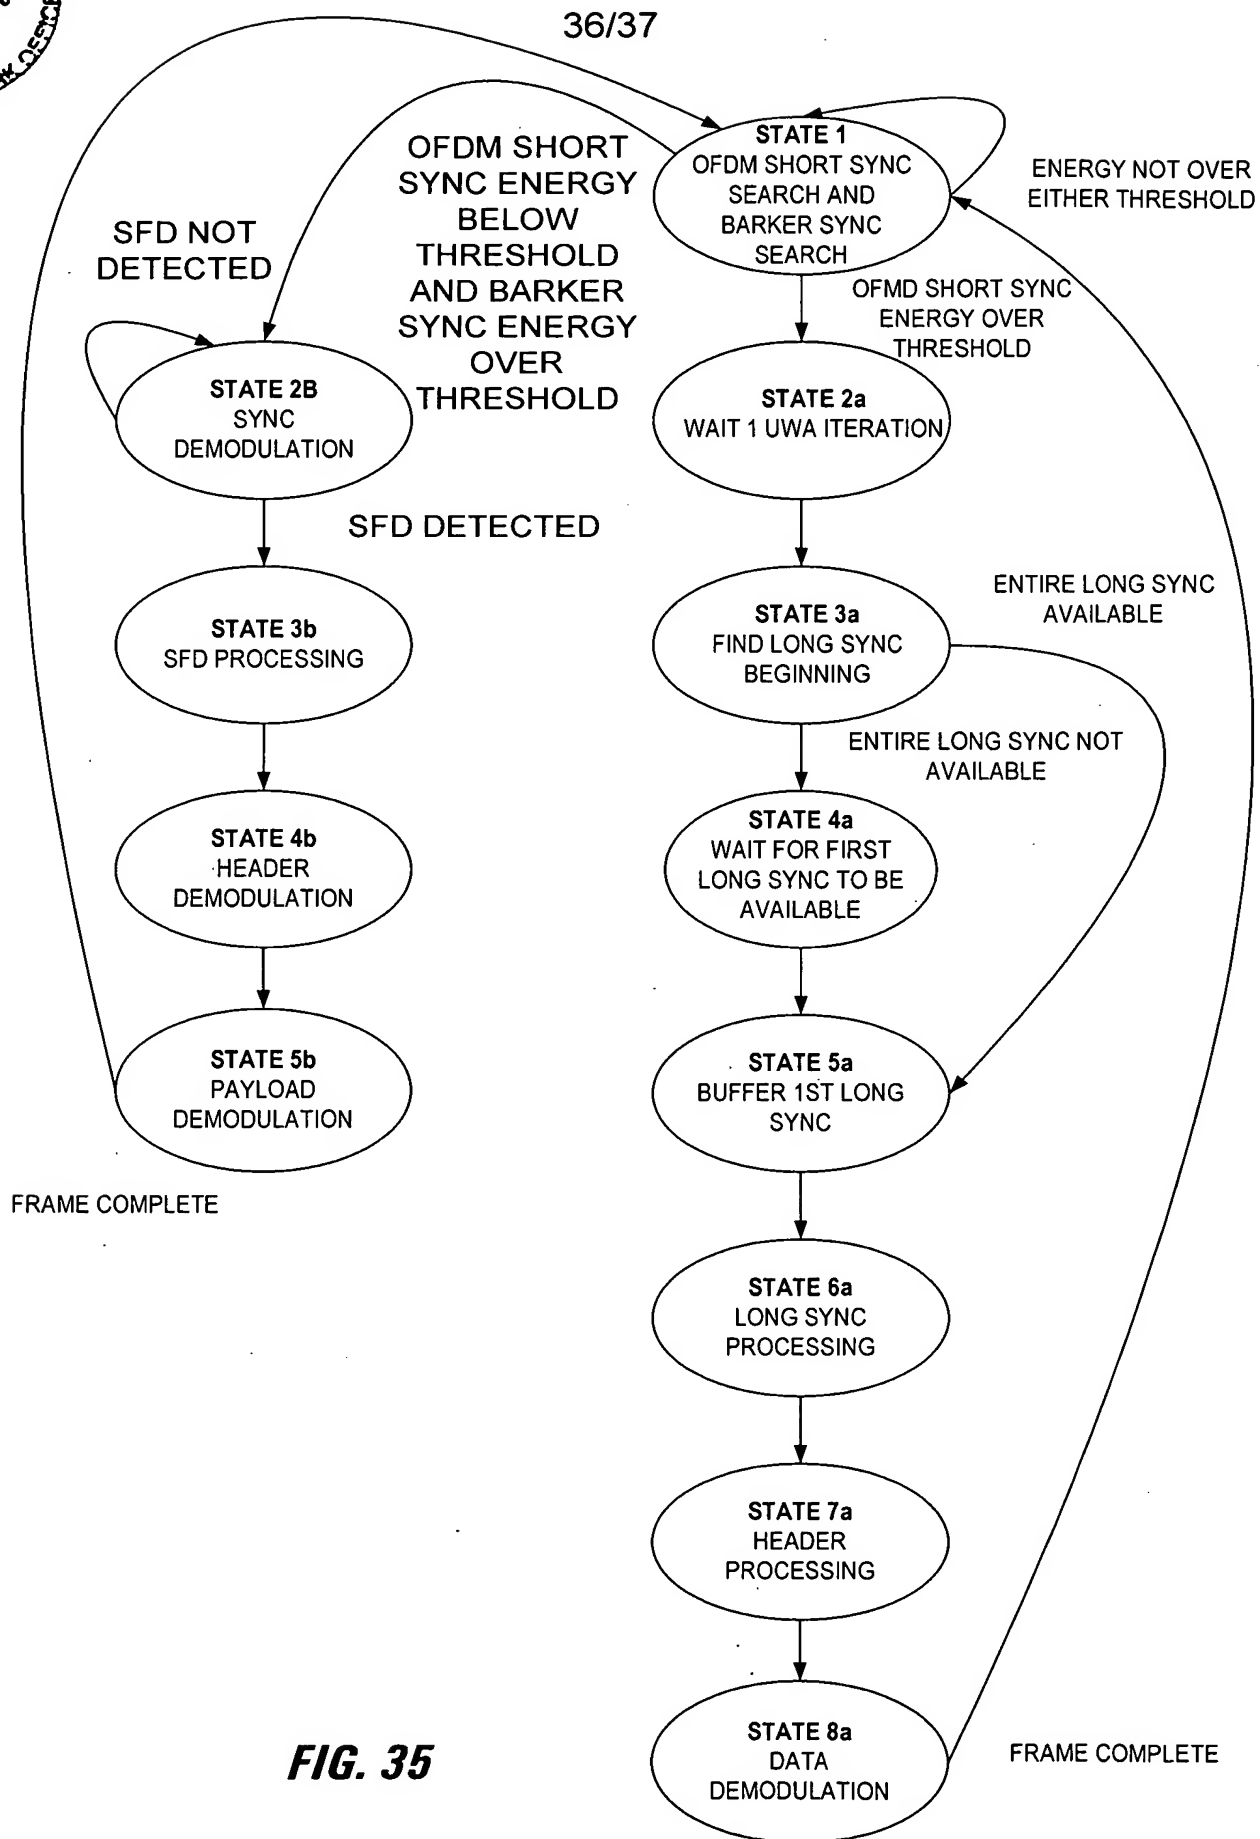 36/37
STATE 1
OFDM SHORT SYNC
SEARCH AND
BARKER SYNC
SEARCH
ENERGY NOT OVER
EITHER THRESHOLD
OFDM SHORT
SYNC ENERGY
BELOW
THRESHOLD
AND BARKER
SYNC ENERGY
OVER
THRESHOLD
SFD NOT
DETECTED
OFMD SHORT SYNC
ENERGY OVER
THRESHOLD
STATE 2B
SYNC
DEMODULATION
STATE 2a
WAIT 1 UWA ITERATION
SFD DETECTED
STATE 3b
SFD PROCESSING
STATE 3a
FIND LONG SYNC
BEGINNING
ENTIRE LONG SYNC
AVAILABLE
ENTIRE LONG SYNC NOT
AVAILABLE
STATE 4b
HEADER
DEMODULATION
STATE 4a
WAIT FOR FIRST
LONG SYNC TO BE
AVAILABLE
STATE 5b
PAYLOAD
DEMODULATION
STATE 5a
BUFFER 1ST LONG
SYNC
FRAME COMPLETE
STATE 6a
LONG SYNC
PROCESSING
STATE 7a
HEADER
PROCESSING
STATE 8a
DATA
DEMODULATION
FRAME COMPLETE
FIG. 35